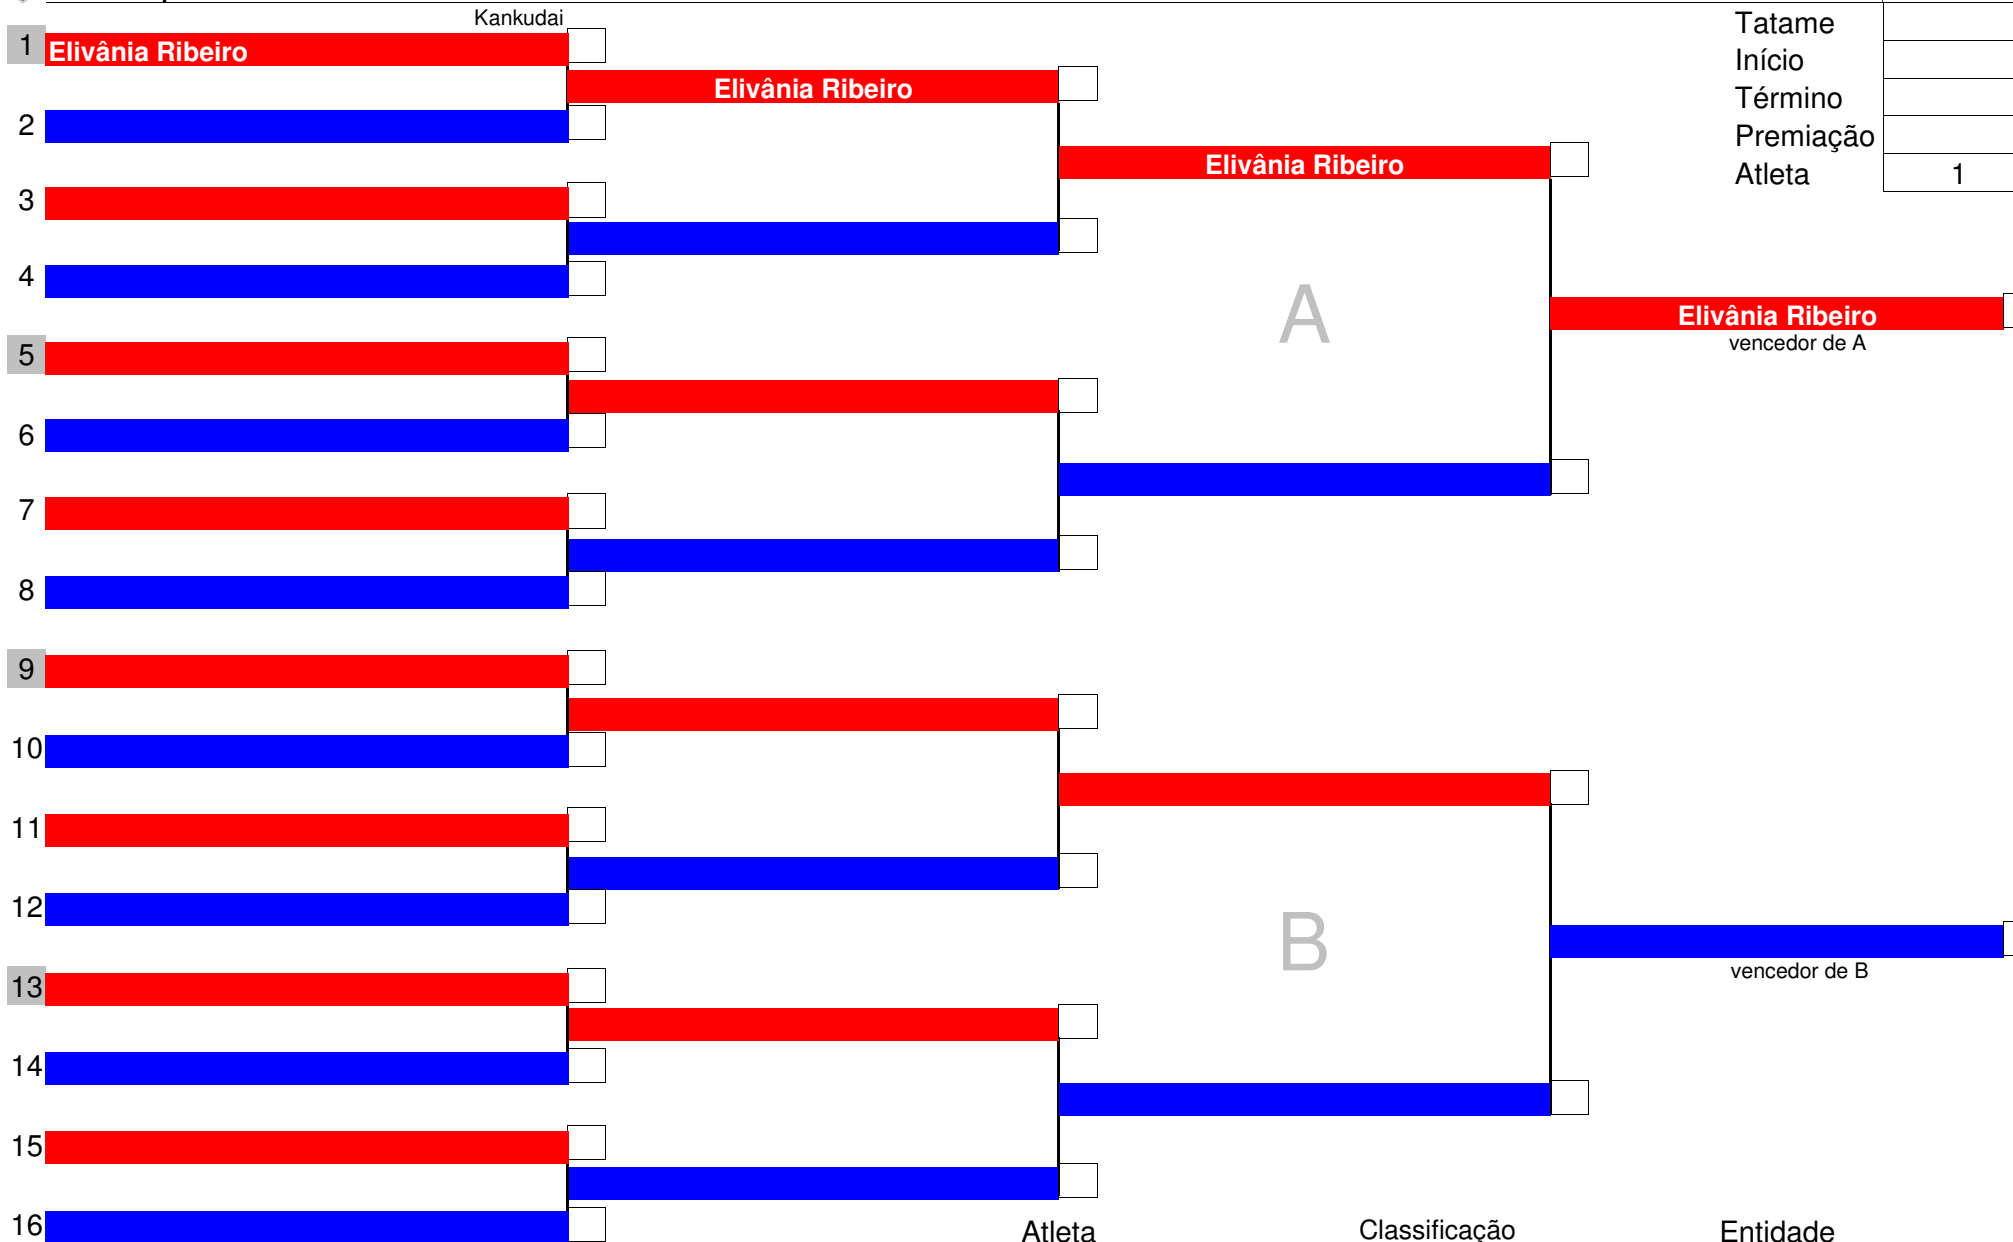 Kankudai
1 Elivânia Ribeiro
Elivânia Ribeiro
2
Elivânia Ribeiro
3
4
Elivânia Ribeiro
vencedor de A
A
5
6
7
8
9
10
11
12
B
vencedor de B
13
14
15
16
Tatame
Início
Término
Premiação
Atleta 1
Atleta Classificação Entidade